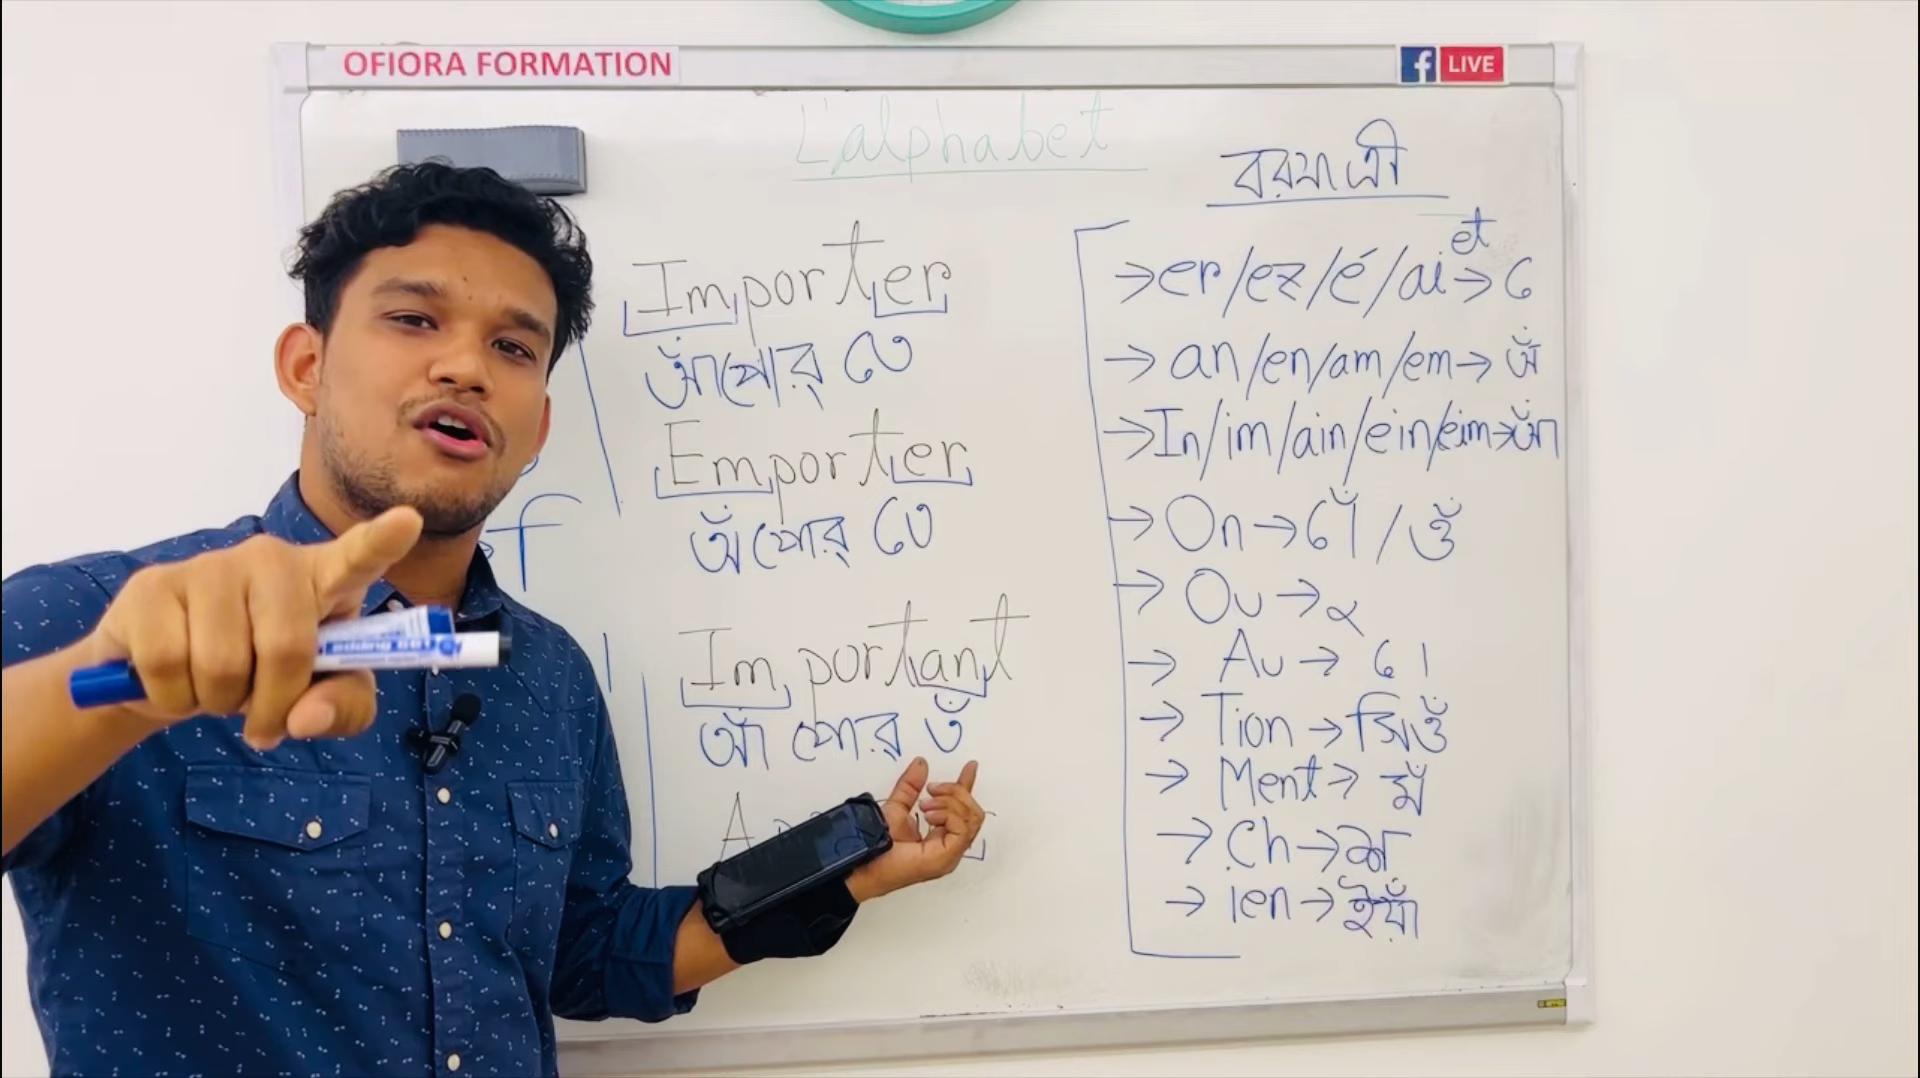 OFIORA FORMATION
LIVE
L'alphabet
Importer
আঁপোর তে
Emporter
অঁপোর তে
Important
আঁ পোর তঁ
বরযাত্রী
et
→er/ez/é/ai→ে
→an/en/am/em→অঁ
→In/im/ain/ein/eim→আঁ
→On→োঁ/ওঁ
→Ou→ু
→Au→ো
→Tion→সিওঁ
→Ment→মঁ
→Ch→শ
→ien→ইয়াঁ